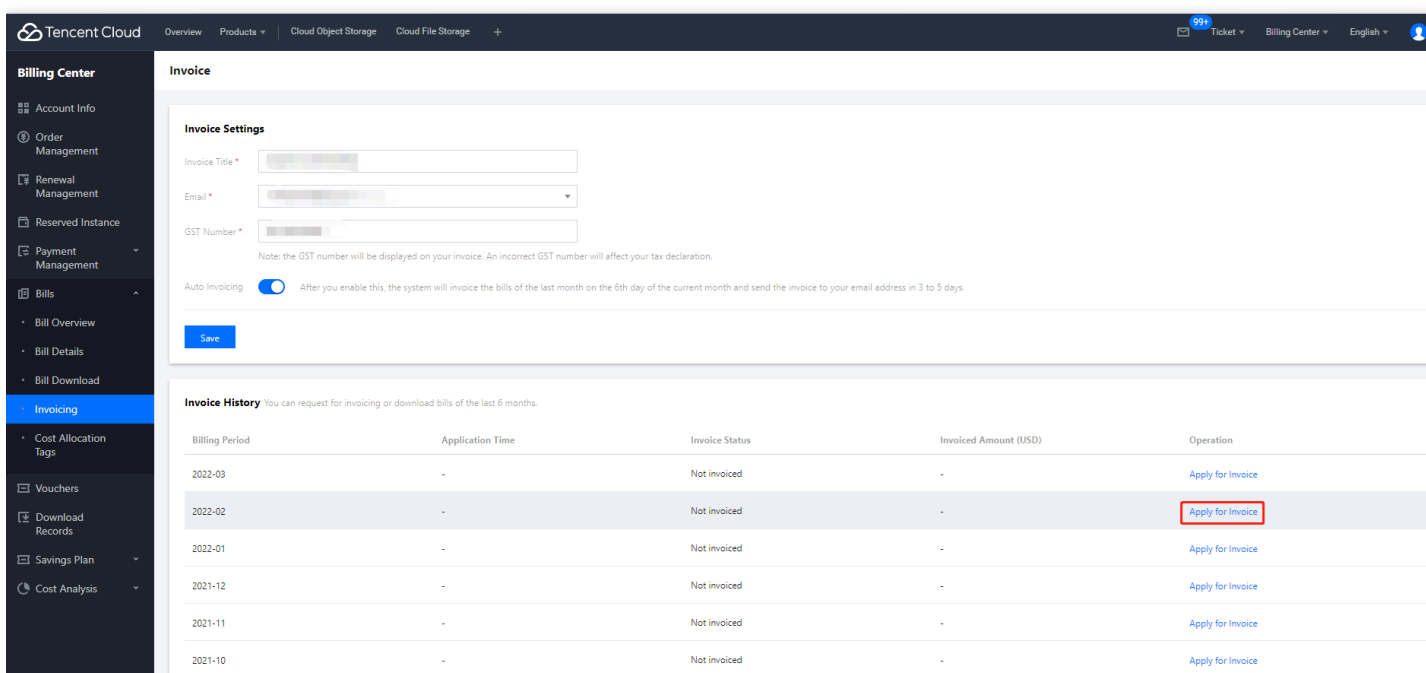 Tencent Cloud Overview Products Cloud Object Storage Cloud File Storage + 99+ Ticket Billing Center English
Billing Center
Account Info
Order
Management
Renewal
Management
Reserved Instance
Payment
Management
Bills
Bill Overview
Bill Details
Bill Download
Invoicing
Cost Allocation
Tags
Vouchers
Download
Records
Savings Plan
Cost Analysis
Invoice
Invoice Settings
Invoice Title *
Email *
GST Number *
Note: the GST number will be displayed on your invoice. An incorrect GST number will affect your tax declaration.
Auto Invoicing After you enable this, the system will invoice the bills of the last month on the 6th day of the current month and send the invoice to your email address in 3 to 5 days.
Save
Invoice History You can request for invoicing or download bills of the last 6 months.
Billing Period Application Time Invoice Status Invoiced Amount (USD) Operation
2022-03 - Not invoiced - Apply for Invoice
2022-02 - Not invoiced - Apply for Invoice
2022-01 - Not invoiced - Apply for Invoice
2021-12 - Not invoiced - Apply for Invoice
2021-11 - Not invoiced - Apply for Invoice
2021-10 - Not invoiced - Apply for Invoice